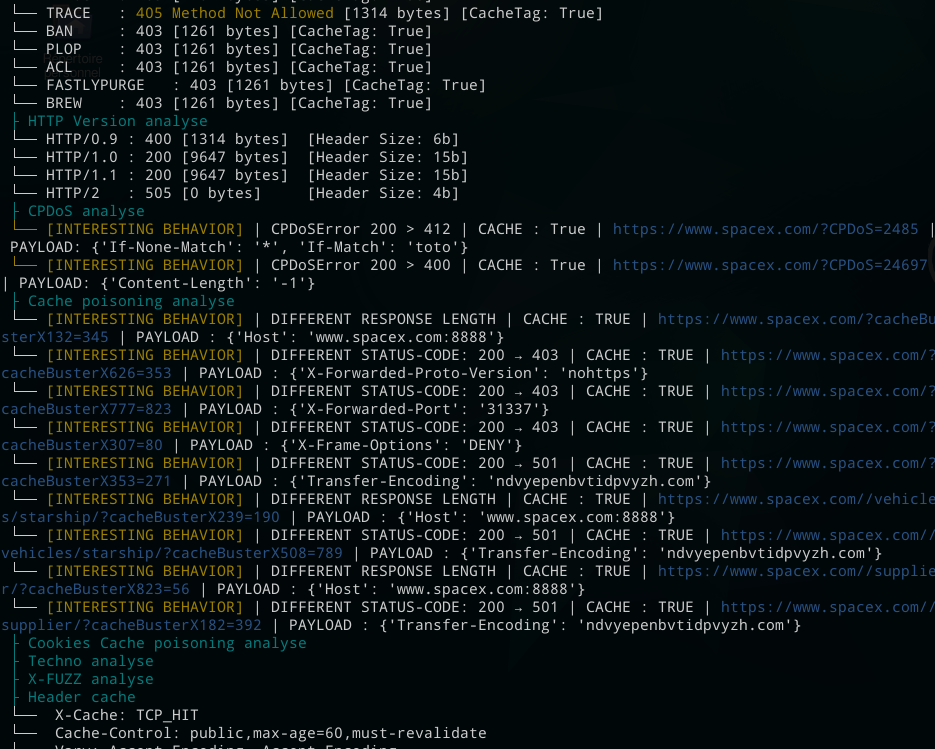 └── TRACE : 405 Method Not Allowed [1314 bytes] [CacheTag: True]
└── BAN : 403 [1261 bytes] [CacheTag: True]
└── PLOP : 403 [1261 bytes] [CacheTag: True]
└── ACL : 403 [1261 bytes] [CacheTag: True]
└── FASTLYPURGE : 403 [1261 bytes] [CacheTag: True]
└── BREW : 403 [1261 bytes] [CacheTag: True]
├ HTTP Version analyse
└── HTTP/0.9 : 400 [1314 bytes] [Header Size: 6b]
└── HTTP/1.0 : 200 [9647 bytes] [Header Size: 15b]
└── HTTP/1.1 : 200 [9647 bytes] [Header Size: 15b]
└── HTTP/2 : 505 [0 bytes] [Header Size: 4b]
├ CPDoS analyse
└── [INTERESTING BEHAVIOR] | CPDoSError 200 > 412 | CACHE : True | https://www.spacex.com/?CPDoS=2485 |
PAYLOAD: {'If-None-Match': '*', 'If-Match': 'toto'}
└── [INTERESTING BEHAVIOR] | CPDoSError 200 > 400 | CACHE : True | https://www.spacex.com/?CPDoS=24697
| PAYLOAD: {'Content-Length': '-1'}
├ Cache poisoning analyse
└── [INTERESTING BEHAVIOR] | DIFFERENT RESPONSE LENGTH | CACHE : TRUE | https://www.spacex.com/?cacheBu
sterX132=345 | PAYLOAD : {'Host': 'www.spacex.com:8888'}
└── [INTERESTING BEHAVIOR] | DIFFERENT STATUS-CODE: 200 → 403 | CACHE : TRUE | https://www.spacex.com/?
cacheBusterX626=353 | PAYLOAD : {'X-Forwarded-Proto-Version': 'nohttps'}
└── [INTERESTING BEHAVIOR] | DIFFERENT STATUS-CODE: 200 → 403 | CACHE : TRUE | https://www.spacex.com/?
cacheBusterX777=823 | PAYLOAD : {'X-Forwarded-Port': '31337'}
└── [INTERESTING BEHAVIOR] | DIFFERENT STATUS-CODE: 200 → 403 | CACHE : TRUE | https://www.spacex.com/?
cacheBusterX307=80 | PAYLOAD : {'X-Frame-Options': 'DENY'}
└── [INTERESTING BEHAVIOR] | DIFFERENT STATUS-CODE: 200 → 501 | CACHE : TRUE | https://www.spacex.com/?
cacheBusterX353=271 | PAYLOAD : {'Transfer-Encoding': 'ndvyepenbvtidpvyzh.com'}
└── [INTERESTING BEHAVIOR] | DIFFERENT RESPONSE LENGTH | CACHE : TRUE | https://www.spacex.com//vehicle
s/starship/?cacheBusterX239=190 | PAYLOAD : {'Host': 'www.spacex.com:8888'}
└── [INTERESTING BEHAVIOR] | DIFFERENT STATUS-CODE: 200 → 501 | CACHE : TRUE | https://www.spacex.com//
vehicles/starship/?cacheBusterX508=789 | PAYLOAD : {'Transfer-Encoding': 'ndvyepenbvtidpvyzh.com'}
└── [INTERESTING BEHAVIOR] | DIFFERENT RESPONSE LENGTH | CACHE : TRUE | https://www.spacex.com//supplie
r/?cacheBusterX823=56 | PAYLOAD : {'Host': 'www.spacex.com:8888'}
└── [INTERESTING BEHAVIOR] | DIFFERENT STATUS-CODE: 200 → 501 | CACHE : TRUE | https://www.spacex.com//
supplier/?cacheBusterX182=392 | PAYLOAD : {'Transfer-Encoding': 'ndvyepenbvtidpvyzh.com'}
├ Cookies Cache poisoning analyse
├ Techno analyse
├ X-FUZZ analyse
├ Header cache
└── X-Cache: TCP_HIT
└── Cache-Control: public,max-age=60,must-revalidate